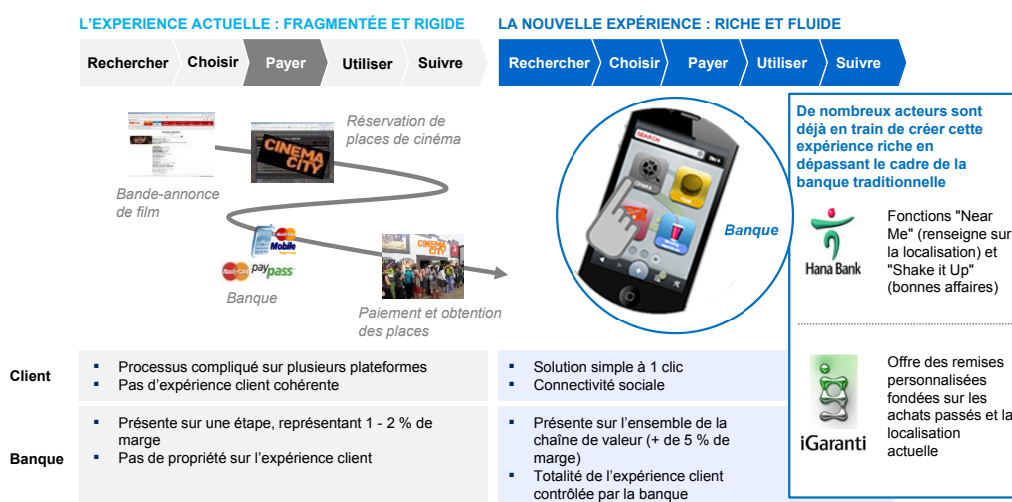 L'EXPERIENCE ACTUELLE : FRAGMENTÉE ET RIGIDE
Rechercher
Choisir
Payer
Utiliser
Suivre
Bande-annonce
de film
CINEMA
CITY
Réservation de
places de cinéma
Mobile
MasterCard
paypass
Banque
CINEMA
CITY
Paiement et obtention
des places
LA NOUVELLE EXPÉRIENCE : RICHE ET FLUIDE
Rechercher
Choisir
Payer
Utiliser
Suivre
SEARCH
Banque
De nombreux acteurs sont
déjà en train de créer cette
expérience riche en
dépassant le cadre de la
banque traditionnelle
Hana Bank
Fonctions "Near
Me" (renseigne sur
la localisation) et
"Shake it Up"
(bonnes affaires)
iGaranti
Offre des remises
personnalisées
fondées sur les
achats passés et la
localisation
actuelle
Client
▪ Processus compliqué sur plusieurs plateformes
▪ Pas d'expérience client cohérente
▪ Solution simple à 1 clic
▪ Connectivité sociale
Banque
▪ Présente sur une étape, représentant 1 - 2 % de
marge
▪ Pas de propriété sur l'expérience client
▪ Présente sur l'ensemble de la
chaîne de valeur (+ de 5 % de
marge)
▪ Totalité de l'expérience client
contrôlée par la banque